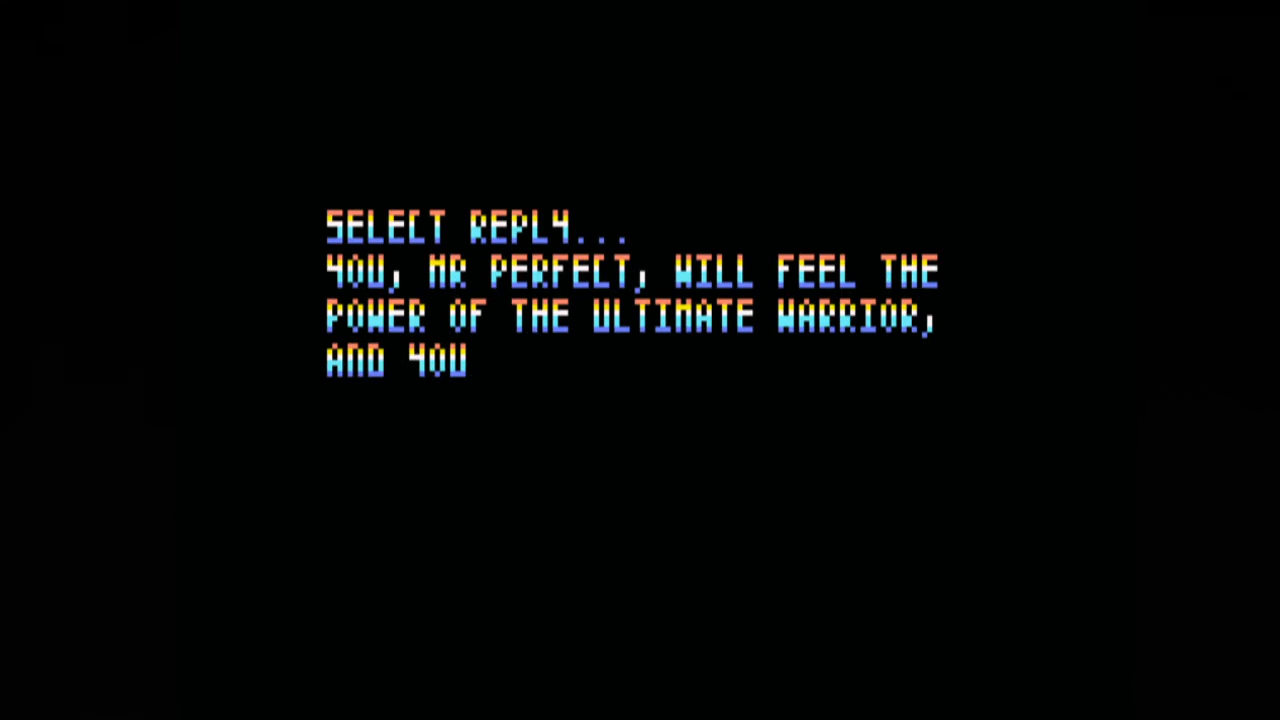 SELECT REPLY...
YOU, MR PERFECT, WILL FEEL THE
POWER OF THE ULTIMATE WARRIOR,
AND YOU